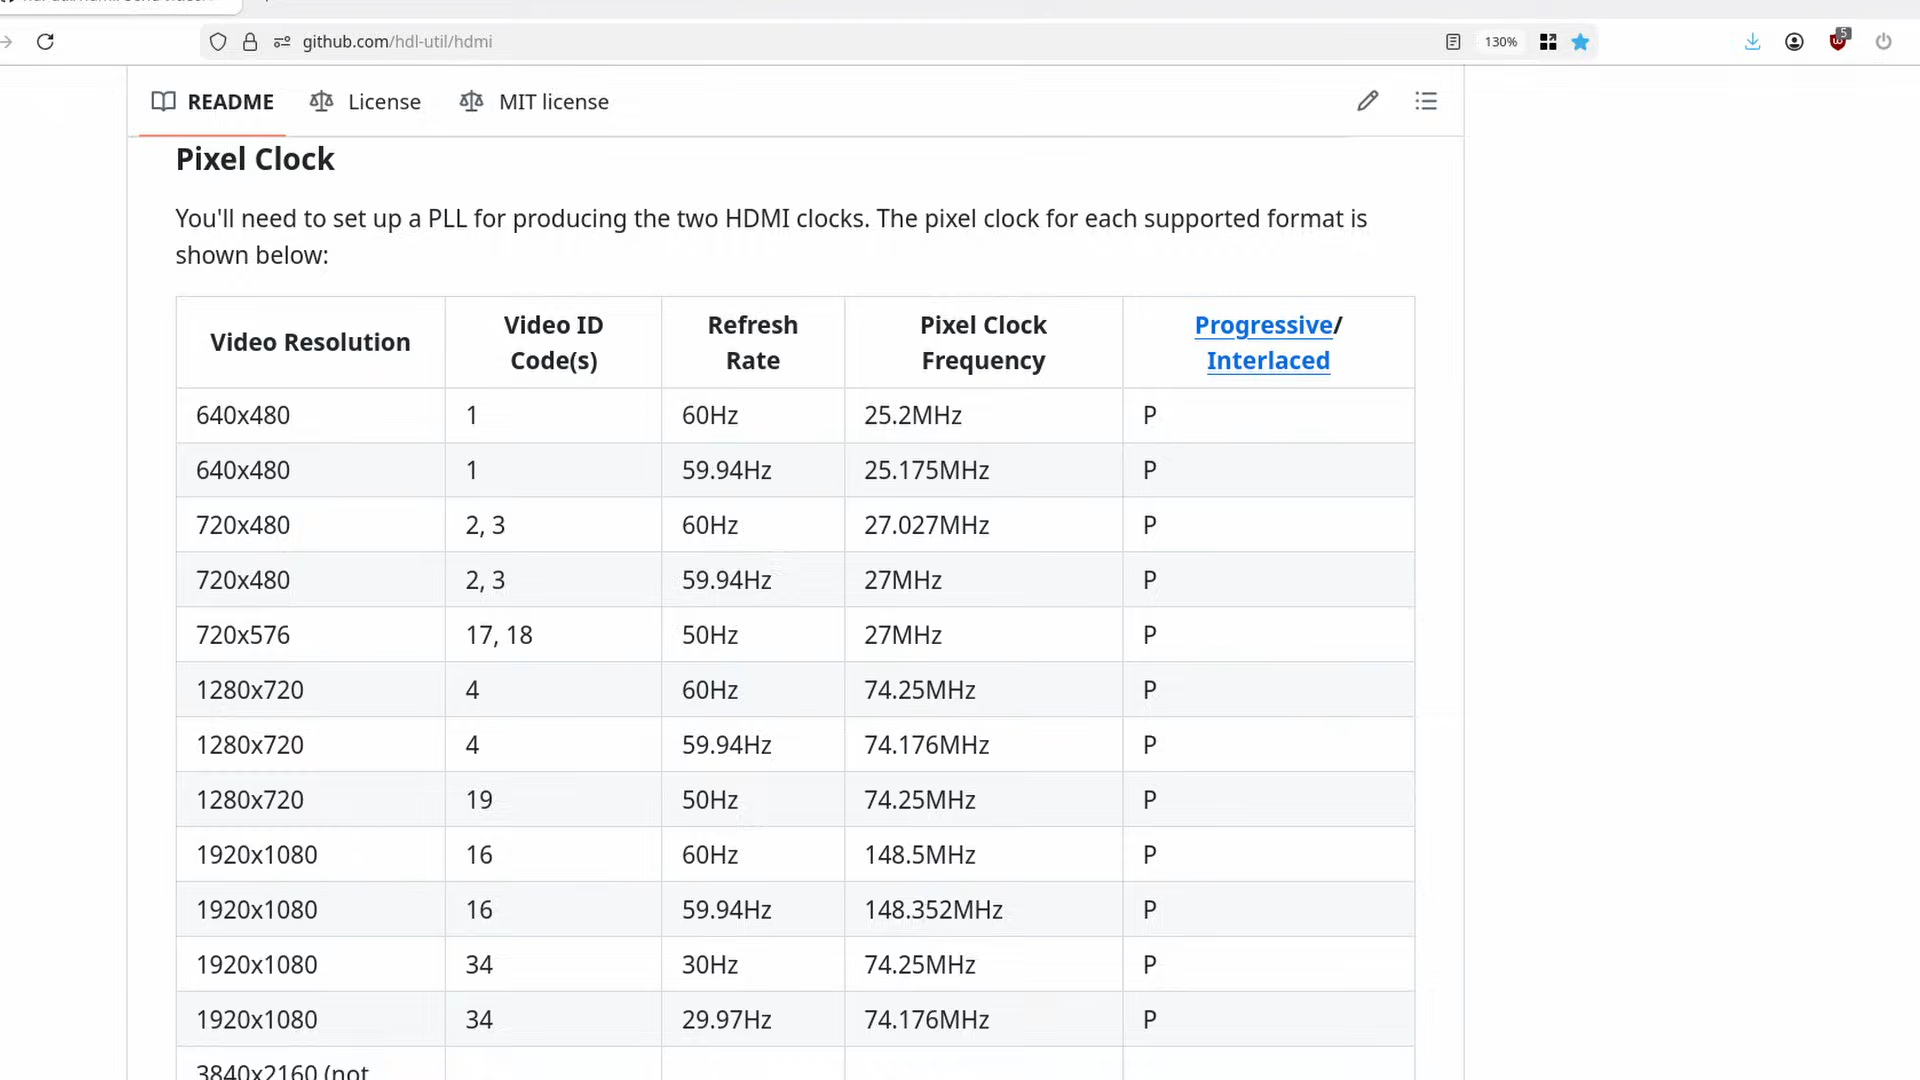 github.com/hdl-util/hdmi
130%
5
README
License
MIT license
Pixel Clock
You'll need to set up a PLL for producing the two HDMI clocks. The pixel clock for each supported format is
shown below:
Video Resolution
Video ID
Code(s)
Refresh
Rate
Pixel Clock
Frequency
Progressive/
Interlaced
640x480 1 60Hz 25.2MHz P
640x480 1 59.94Hz 25.175MHz P
720x480 2, 3 60Hz 27.027MHz P
720x480 2, 3 59.94Hz 27MHz P
720x576 17, 18 50Hz 27MHz P
1280x720 4 60Hz 74.25MHz P
1280x720 4 59.94Hz 74.176MHz P
1280x720 19 50Hz 74.25MHz P
1920x1080 16 60Hz 148.5MHz P
1920x1080 16 59.94Hz 148.352MHz P
1920x1080 34 30Hz 74.25MHz P
1920x1080 34 29.97Hz 74.176MHz P
3840x2160 (not